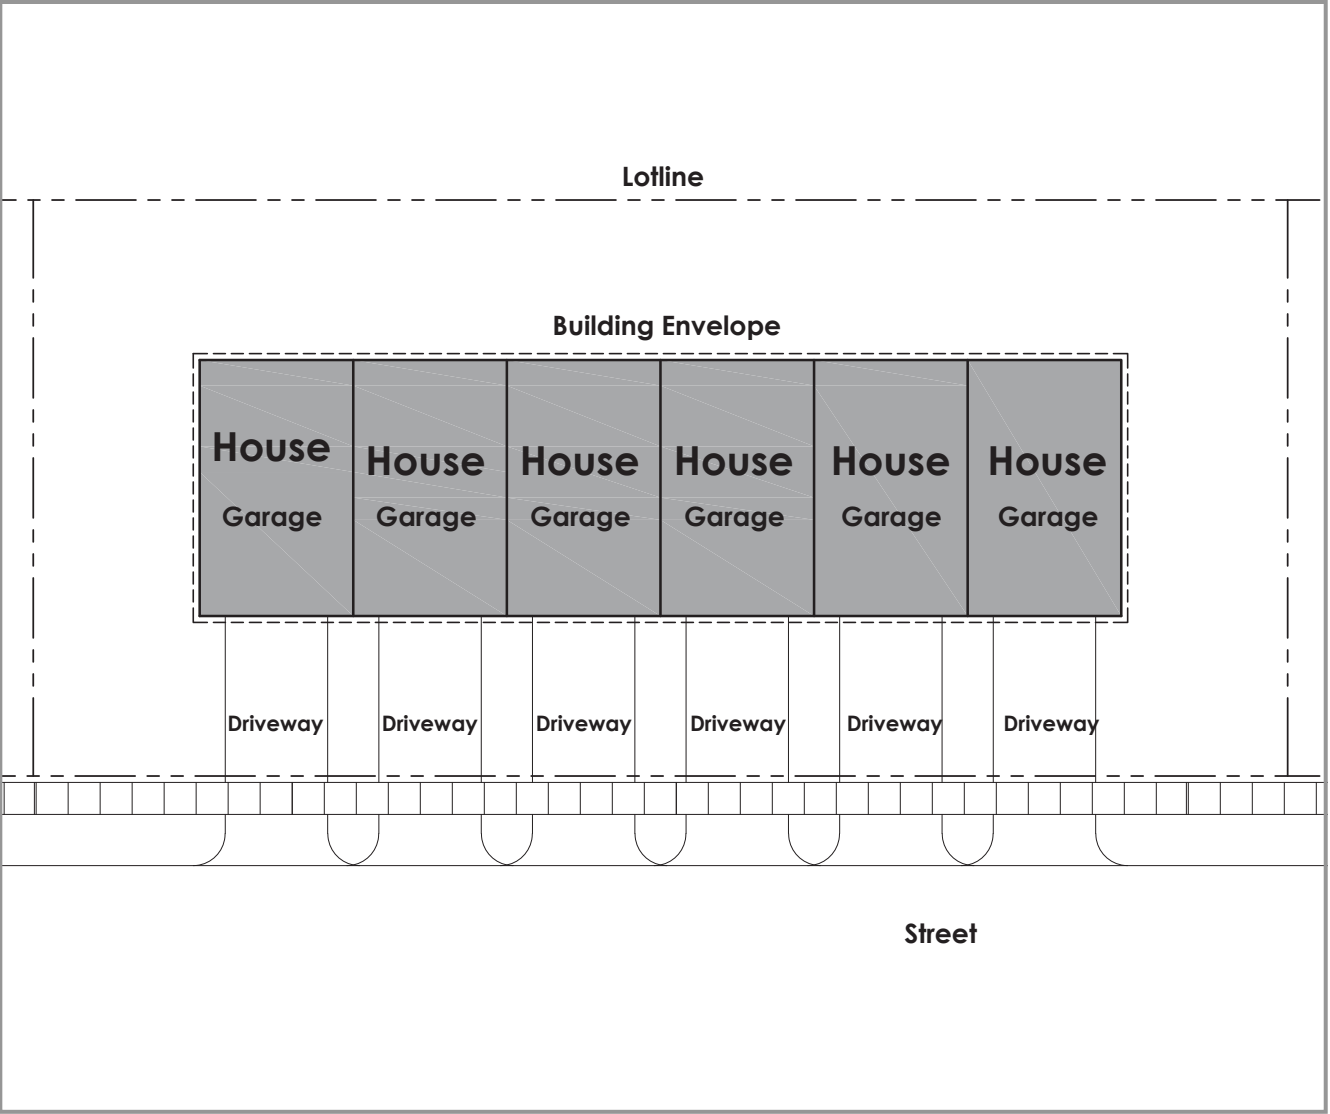 Lotline
Building Envelope
House House House House House House
Garage Garage Garage Garage Garage Garage
Driveway Driveway Driveway Driveway Driveway Driveway
Street